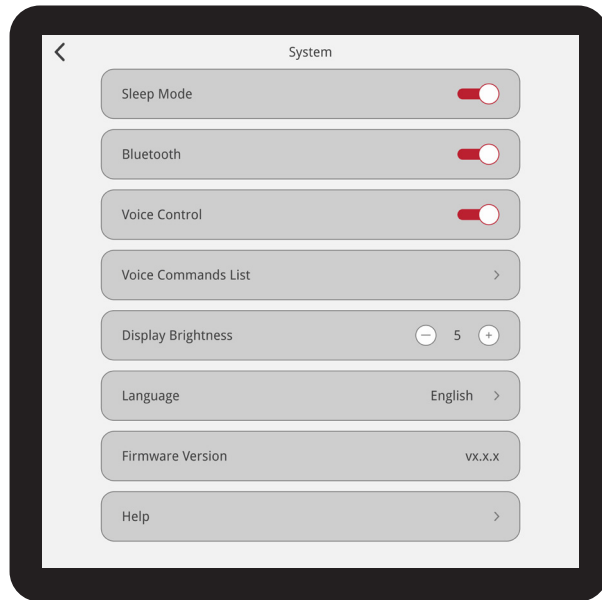 System
Sleep Mode
Bluetooth
Voice Control
Voice Commands List
Display Brightness 5
Language English
Firmware Version vx.x.x
Help